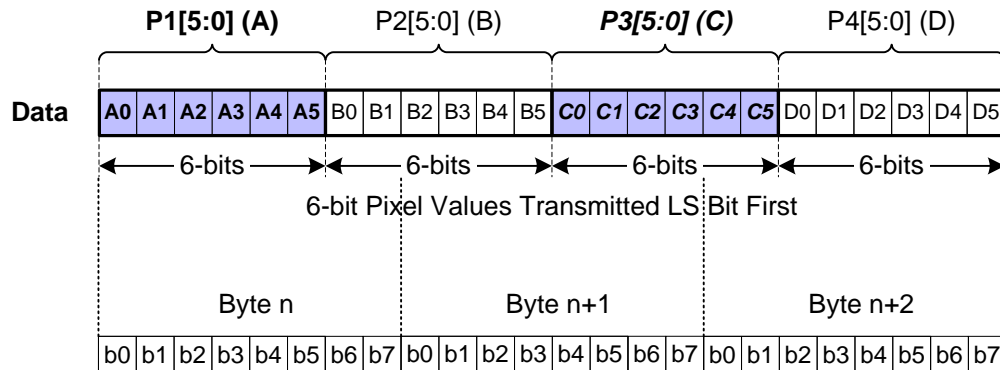 P1[5:0] (A) P2[5:0] (B) P3[5:0] (C) P4[5:0] (D)
Data A0 A1 A2 A3 A4 A5 B0 B1 B2 B3 B4 B5 C0 C1 C2 C3 C4 C5 D0 D1 D2 D3 D4 D5
6-bits 6-bits 6-bits 6-bits
6-bit Pixel Values Transmitted LS Bit First
Byte n Byte n+1 Byte n+2
b0 b1 b2 b3 b4 b5 b6 b7 b0 b1 b2 b3 b4 b5 b6 b7 b0 b1 b2 b3 b4 b5 b6 b7